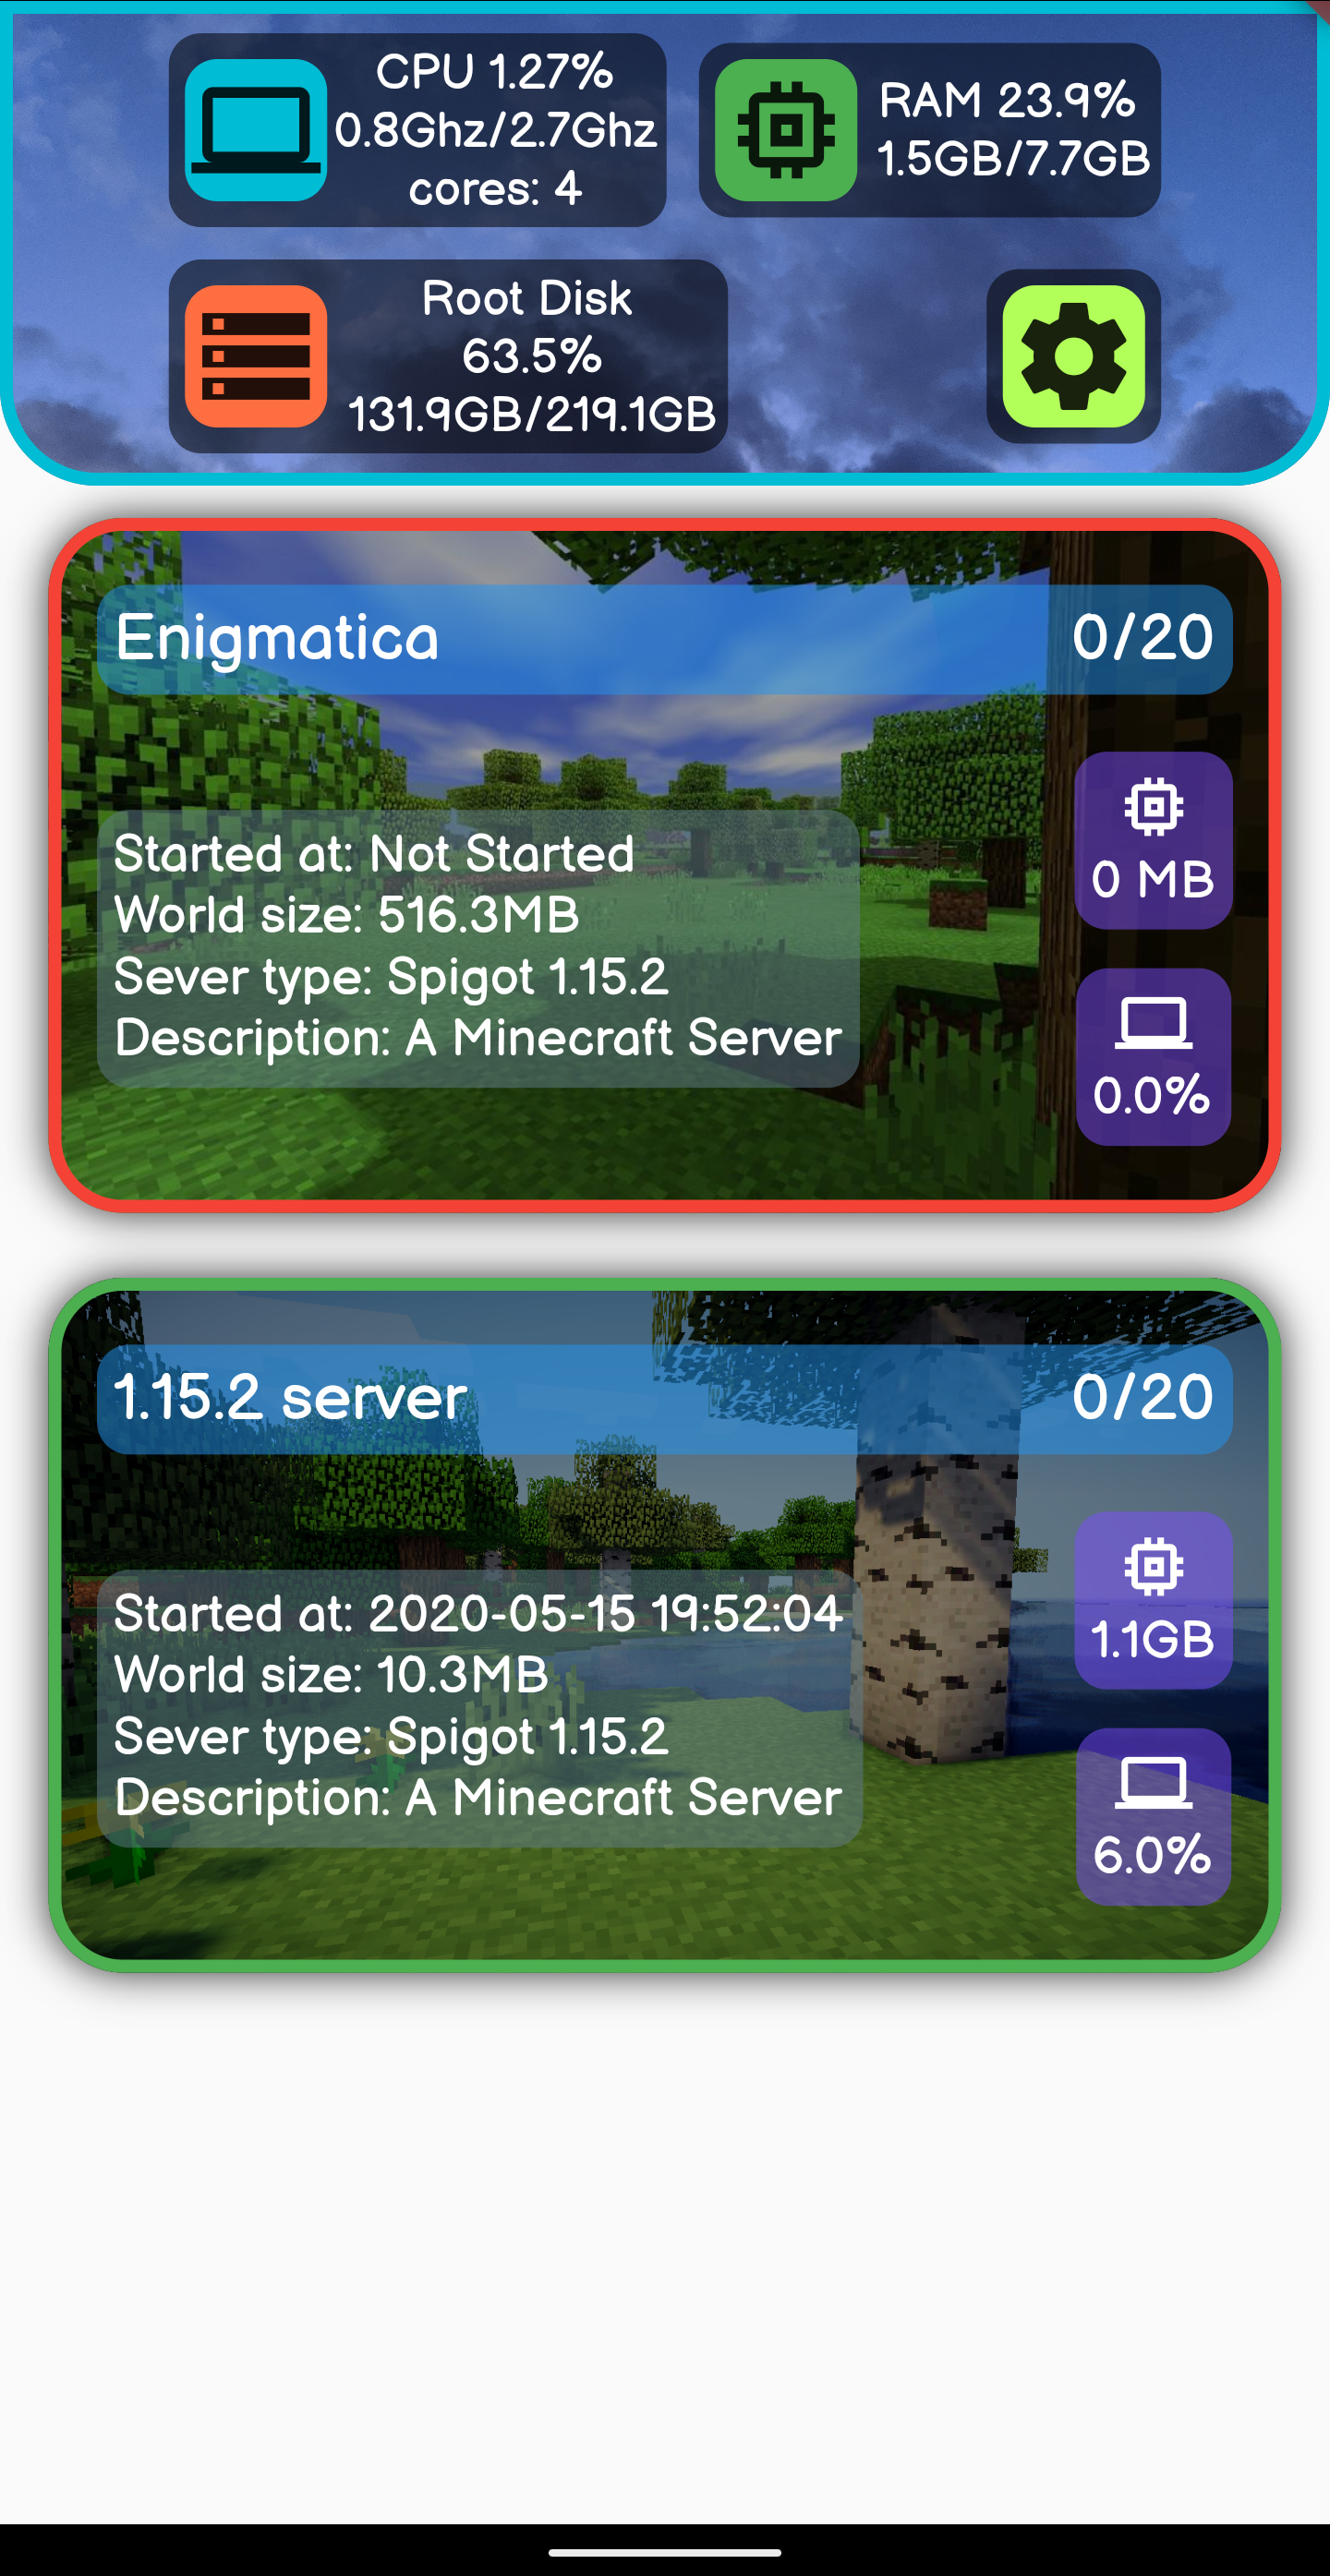 CPU 1.27%
0.8Ghz/2.7Ghz
cores: 4
RAM 23.9%
1.5GB/7.7GB
Root Disk
63.5%
131.9GB/219.1GB
Enigmatica
0/20
Started at: Not Started
World size: 516.3MB
Sever type: Spigot 1.15.2
Description: A Minecraft Server
0 MB
0.0%
1.15.2 server
0/20
Started at: 2020-05-15 19:52:04
World size: 10.3MB
Sever type: Spigot 1.15.2
Description: A Minecraft Server
1.1GB
6.0%